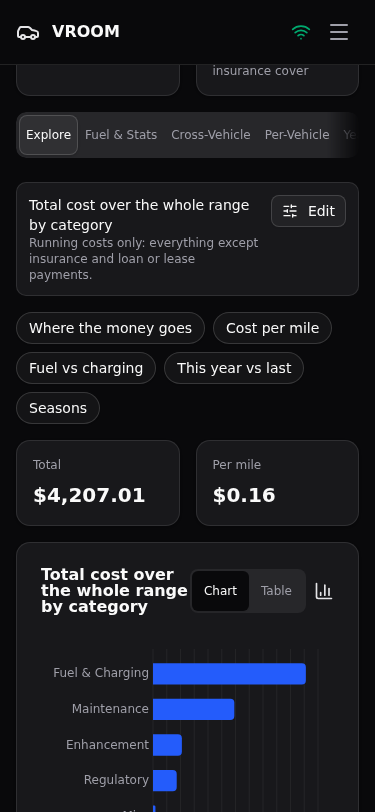 VROOM
insurance cover
Explore
Fuel & Stats
Cross-Vehicle
Per-Vehicle
Ye
Total cost over the whole range
by category
Edit
Running costs only: everything except
insurance and loan or lease
payments.
Where the money goes
Cost per mile
Fuel vs charging
This year vs last
Seasons
Total
Per mile
$4,207.01
$0.16
Total cost over
the whole range
by category
Chart
Table
Fuel & Charging
Maintenance
Enhancement
Regulatory